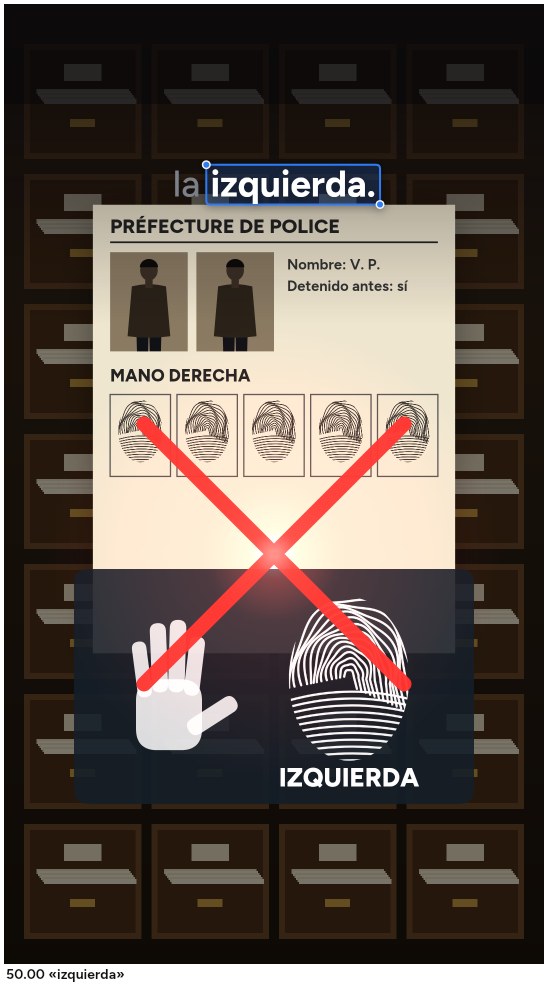 la izquierda.
PRÉFECTURE DE POLICE
Nombre: V. P.
Detenido antes: sí
MANO DERECHA
IZQUIERDA
50.00 «izquierda»